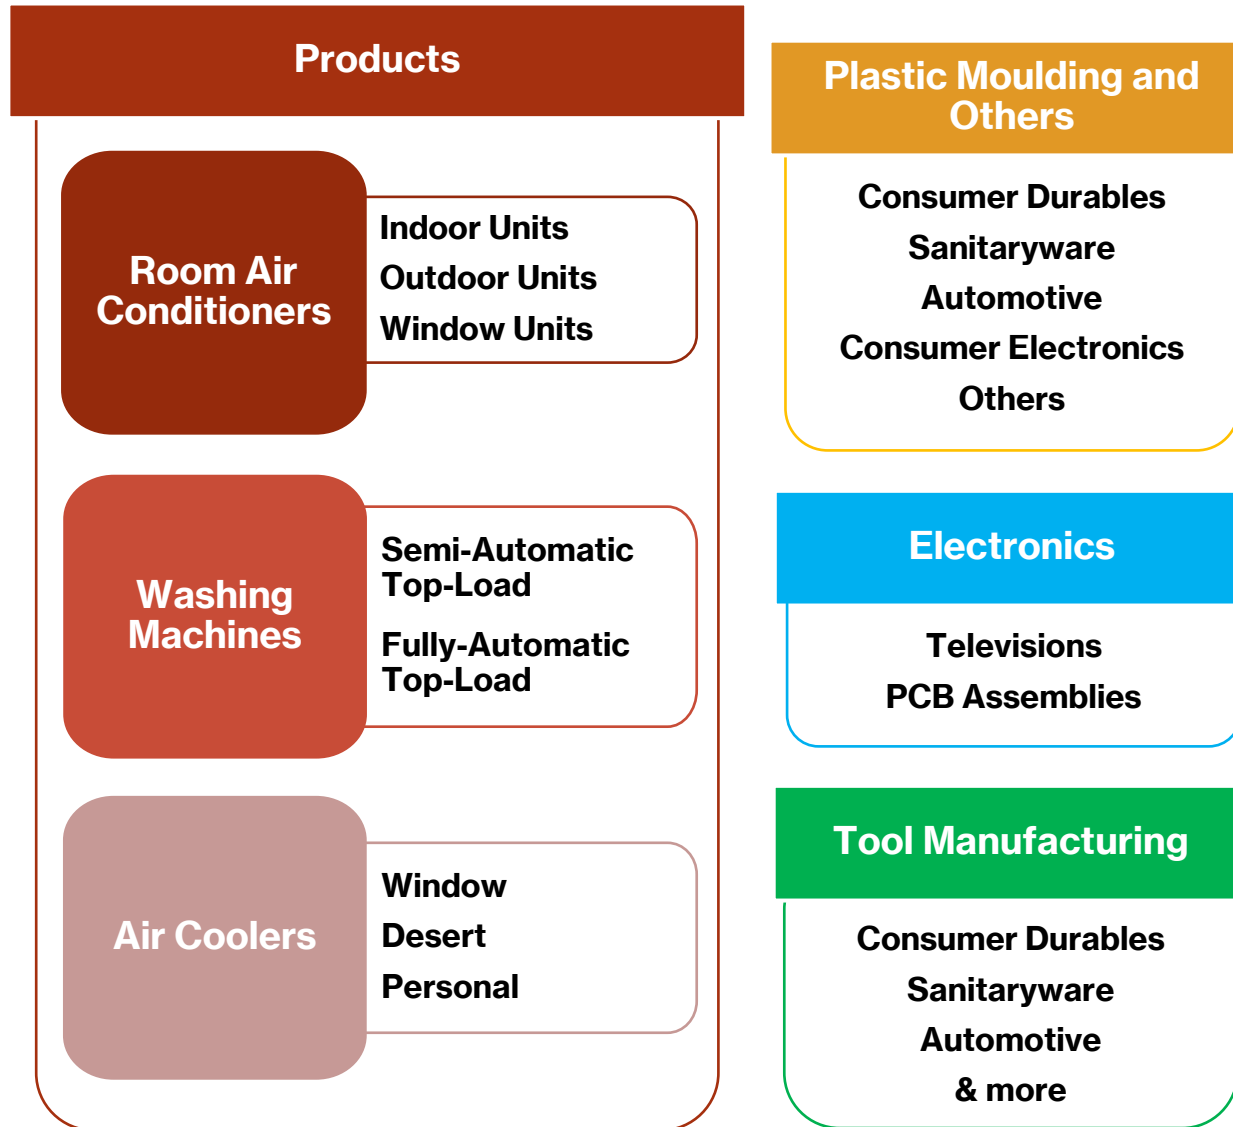 Products
Room Air
Conditioners
Indoor Units
Outdoor Units
Window Units
Washing
Machines
Semi-Automatic
Top-Load
Fully-Automatic
Top-Load
Air Coolers
Window
Desert
Personal
Plastic Moulding and
Others
Consumer Durables
Sanitaryware
Automotive
Consumer Electronics
Others
Electronics
Televisions
PCB Assemblies
Tool Manufacturing
Consumer Durables
Sanitaryware
Automotive
& more